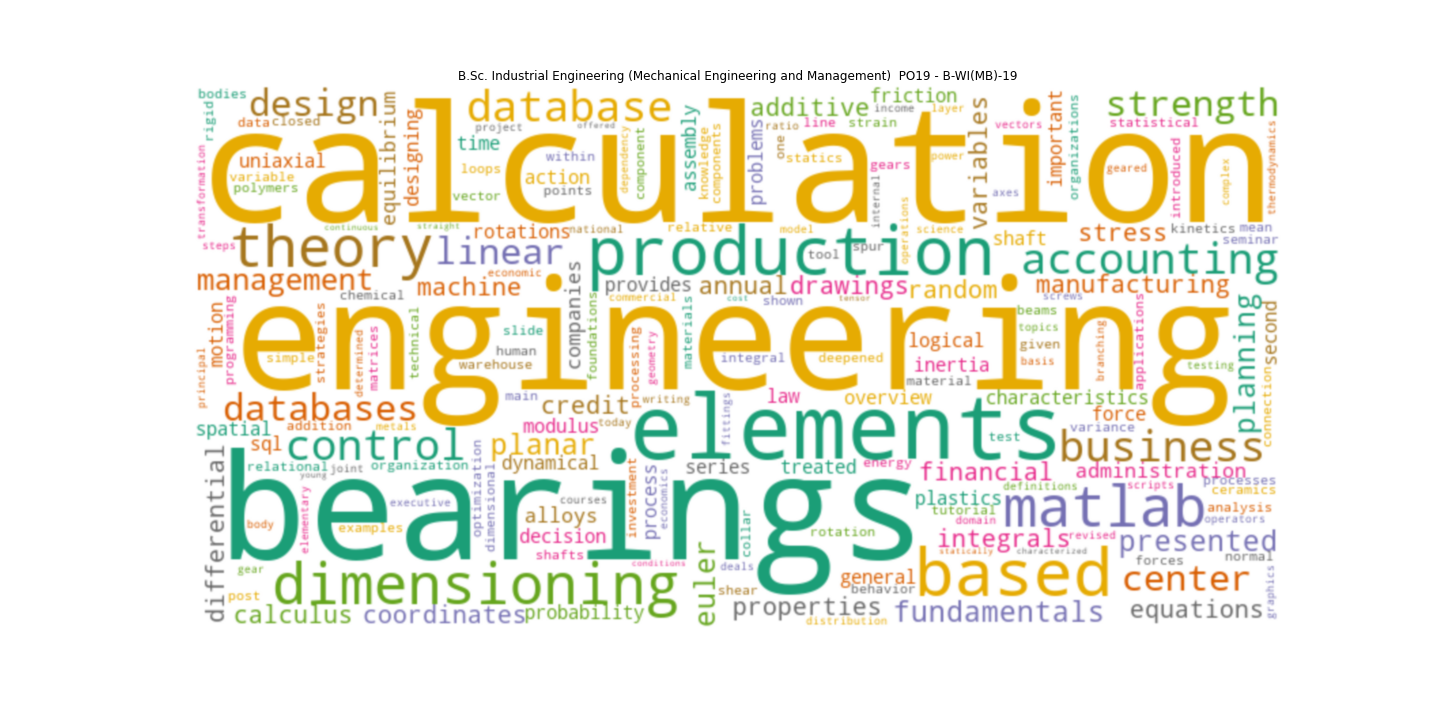 B.Sc. Industrial Engineering (Mechanical Engineering and Management)  PO19 - B-WI(MB)-19
calculation
engineering
bearings
elements
production
dimensioning
theory
based
matlab
design
database
additive
friction
income
layer
strength
bodies
rigid
data
closed
equilibrium
designing
project
offered
time
within
dependency
component
assembly
knowledge
components
problems
ratio
line
strain
one
statics
gears
power
variables
vectors
important
organizations
statistical
introduced
geared
complex
thermodynamics
uniaxial
variable
polymers
transformation
loops
action
points
vector
internal
axes
steps
continuous
straight
rotations
national
relative
model
operations
science
shaft
stress
kinetics
mean
seminar
linear
tool
spur
accounting
management
machine
economic
chemical
companies
provides
annual
drawings
random
manufacturing
commercial
cost
shown
tensor
screws
motion
programming
strategies
technical
slide
human
foundations
materials
beams
topics
given
basis
logical
inertia
material
planning
second
principal
simple
determined
matrices
warehouse
processing
geometry
integral
deepened
branching
applications
testing
databases
main
credit
writing
law
overview
characteristics
force
connection
spatial
addition
metals
modulus
today
fittings
test
variance
sql
control
planar
business
relational
joint
organization
young
dynamical
series
treated
energy
financial
administration
differential
elementary
executive
optimization
dimensional
courses
investment
process
economics
plastics
definitions
scripts
processes
ceramics
tutorial
domain
analysis
operators
body
examples
alloys
decision
shafts
collar
rotation
integrals
revised
presented
statically
characterized
gear
conditions
euler
deals
shear
general
behavior
center
forces
normal
post
calculus
coordinates
probability
properties
distribution
fundamentals
equations
graphics